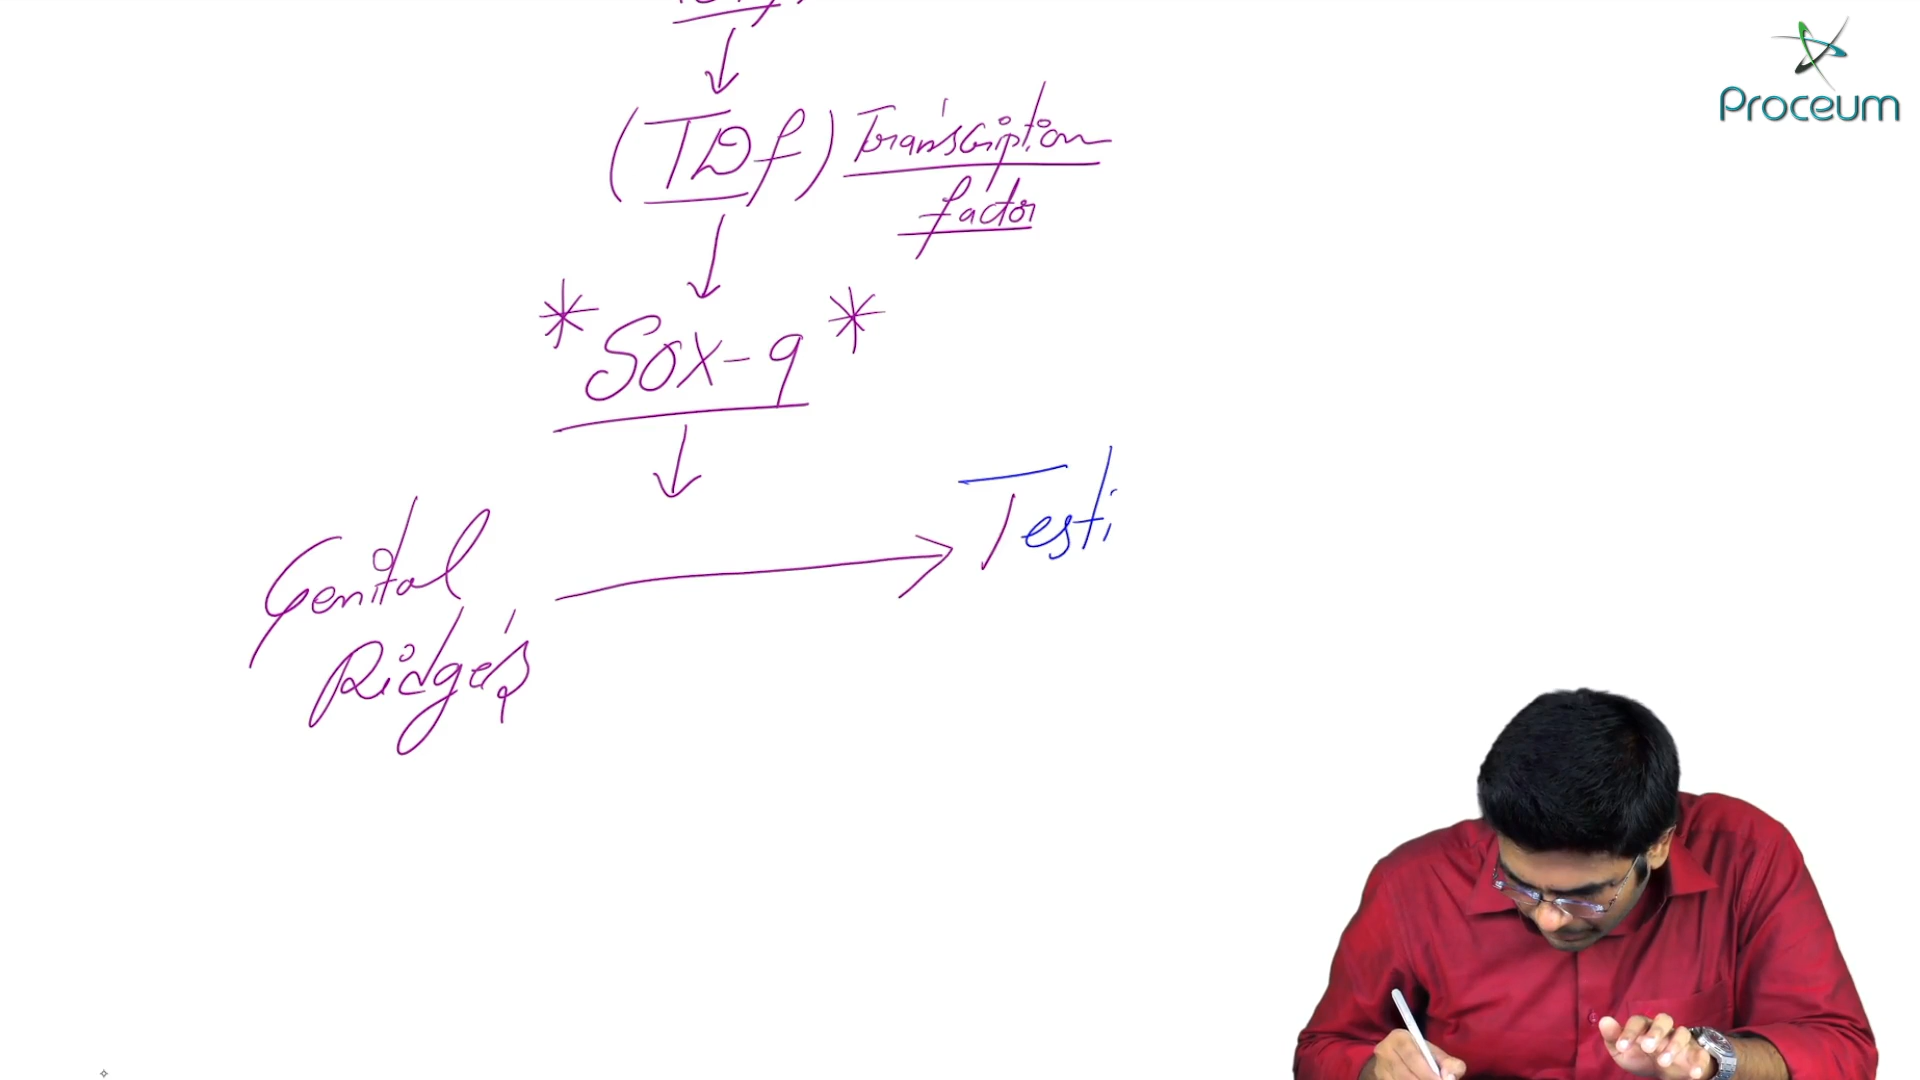 Proceum
(TDf) Transcription
factor
* Sox-9 *
Testi
Genital
Ridges